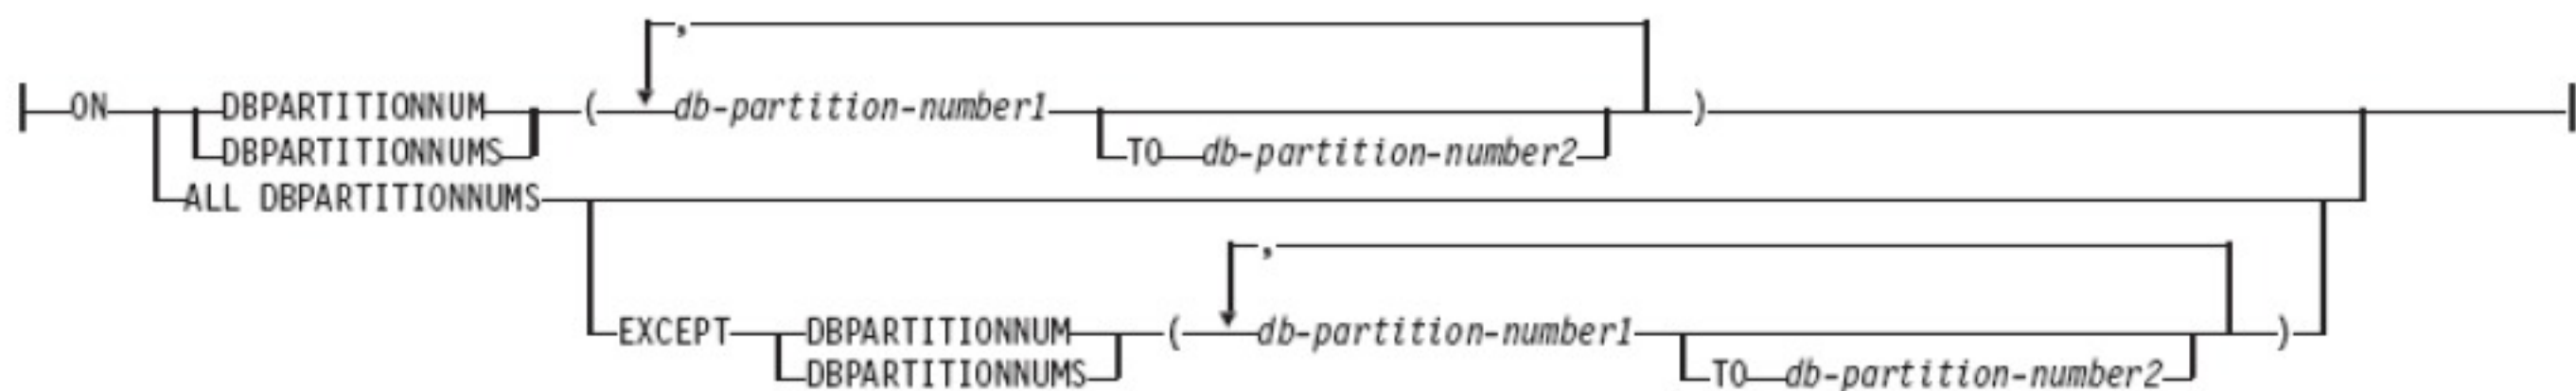 ,
ON DBPARTITIONNUM ( db-partition-number1 )
DBPARTITIONNUMS TO db-partition-number2
ALL DBPARTITIONNUMS
,
EXCEPT DBPARTITIONNUM ( db-partition-number1 )
DBPARTITIONNUMS TO db-partition-number2